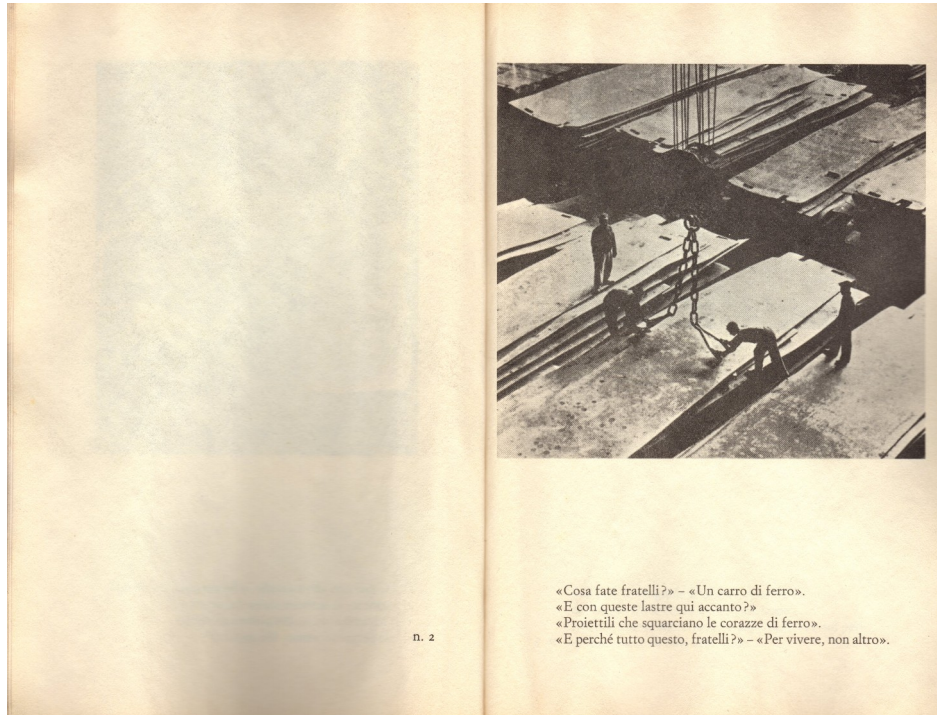 n. 2
«Cosa fate fratelli?» – «Un carro di ferro».
«E con queste lastre qui accanto?»
«Proiettili che squarciano le corazze di ferro».
«E perché tutto questo, fratelli?» – «Per vivere, non altro».